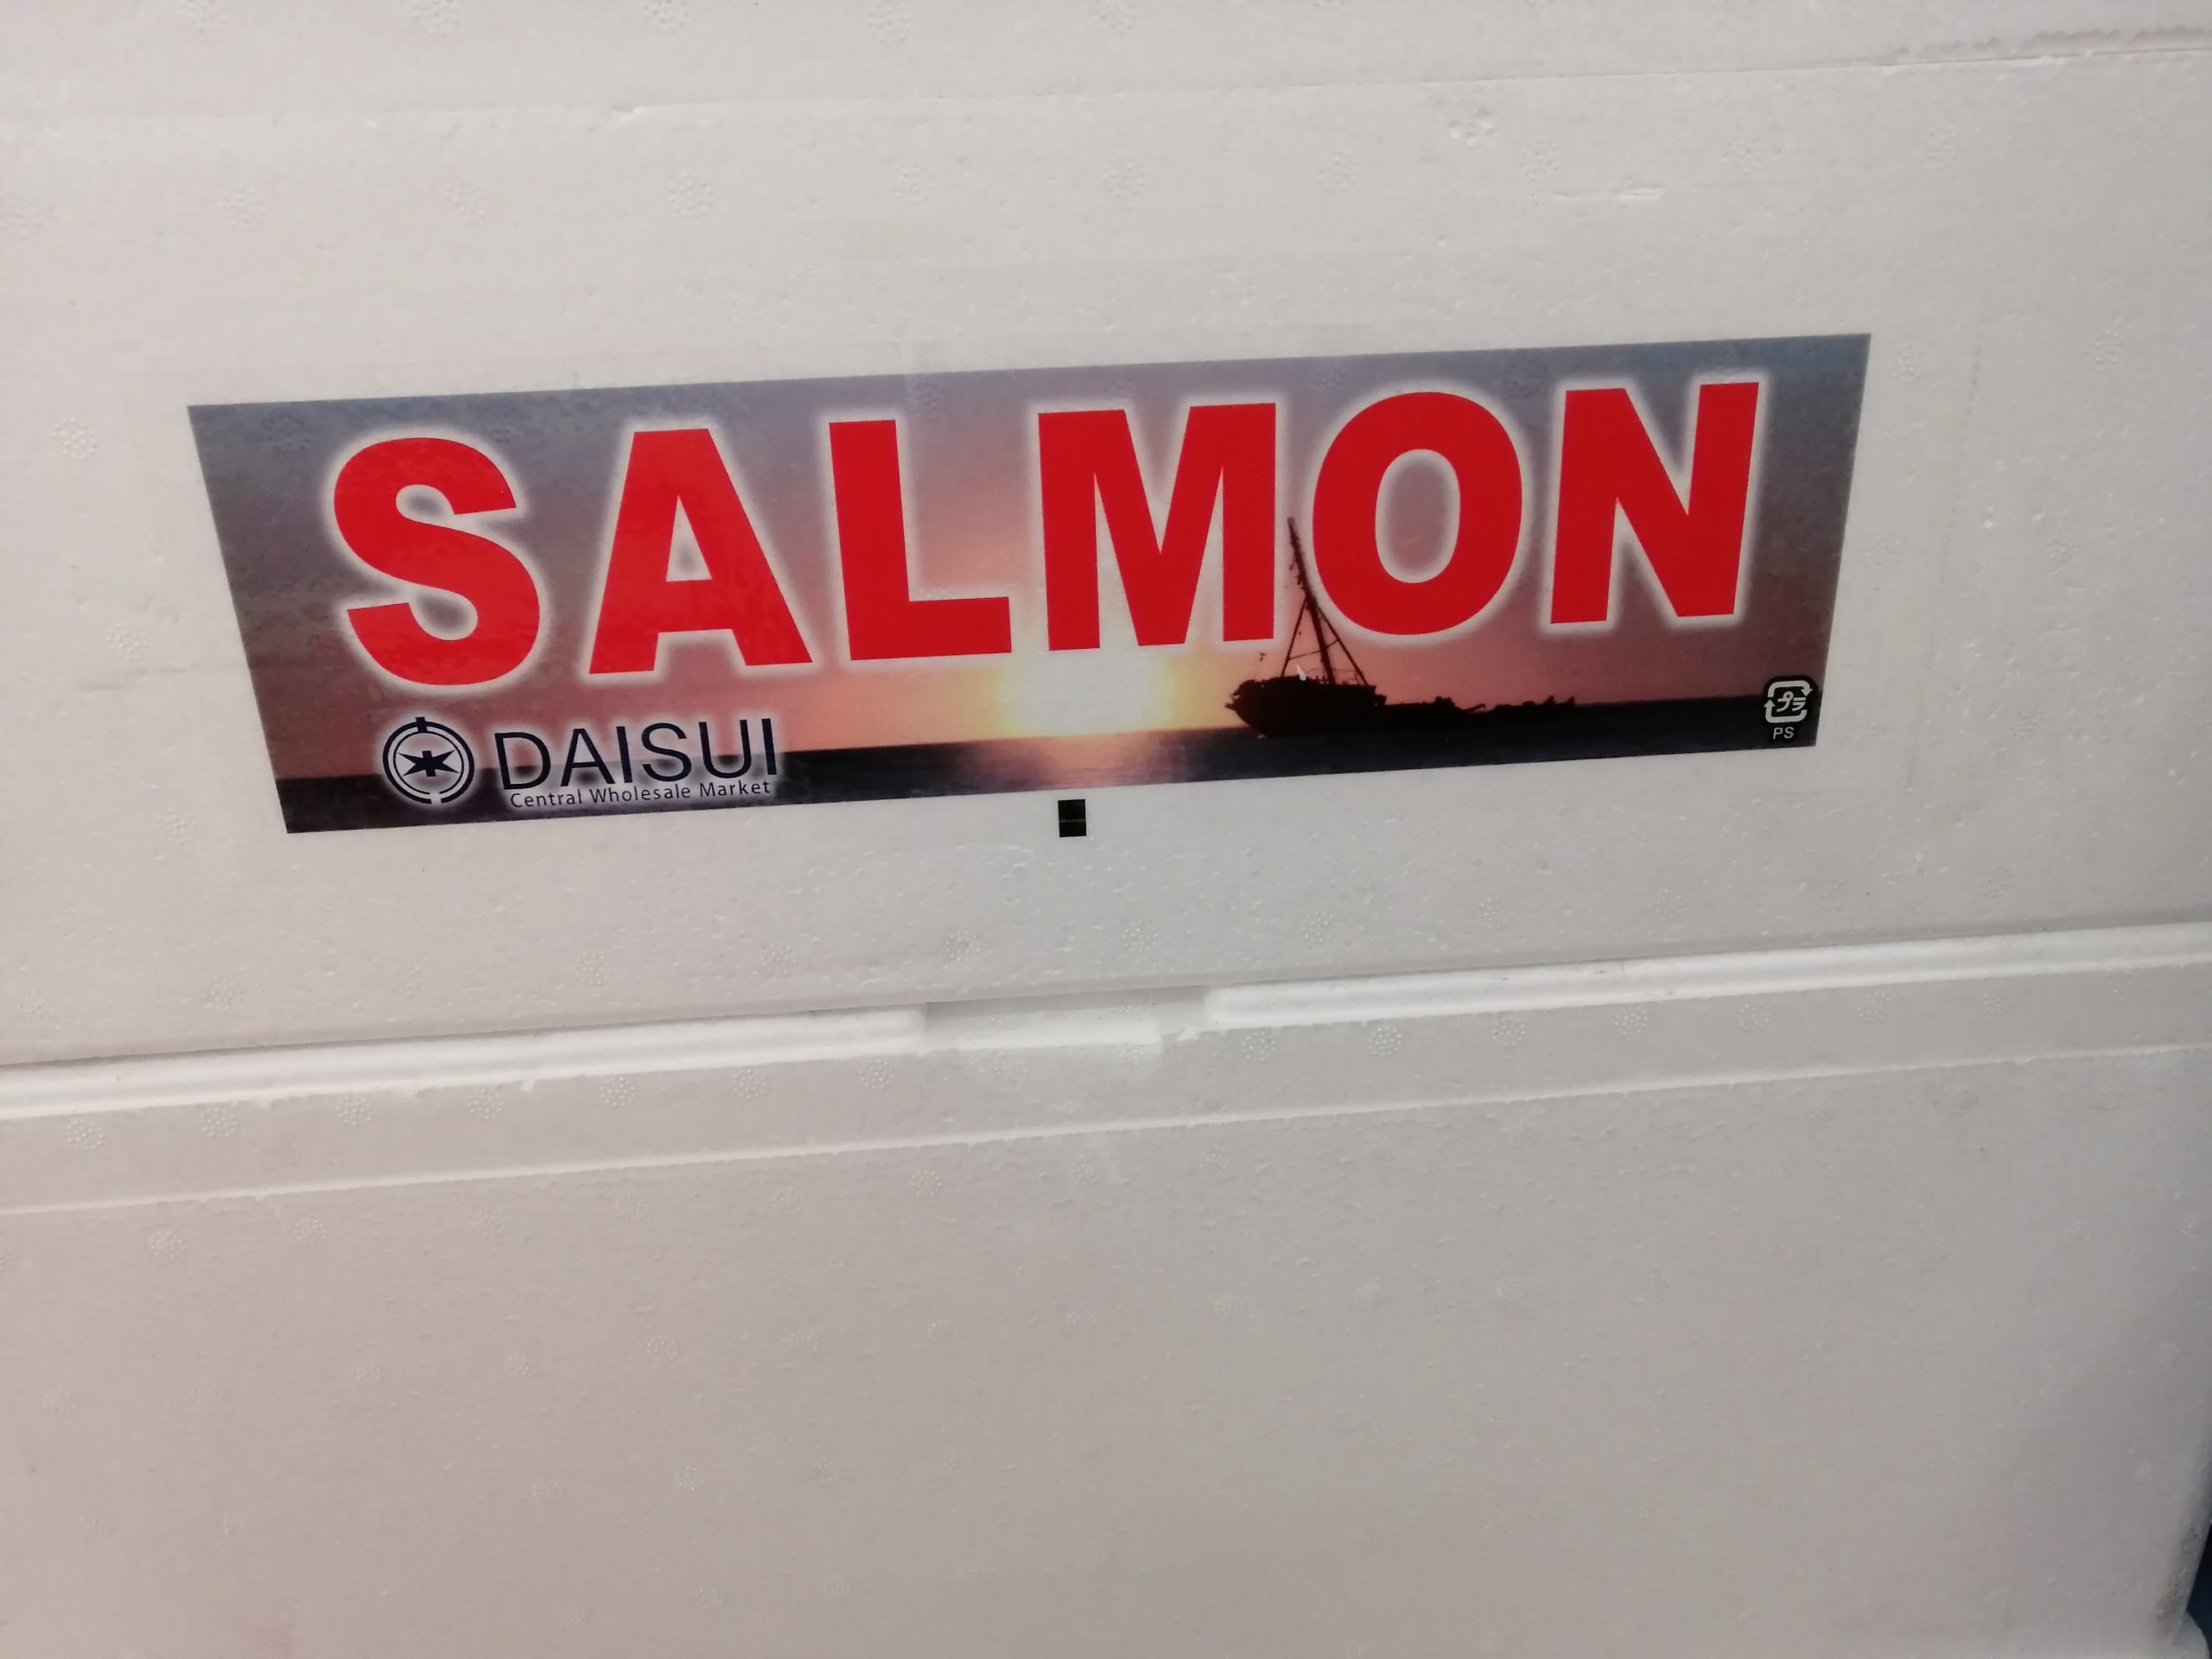 SALMON
DAISUI
Central Wholesale Market
プラ
PS